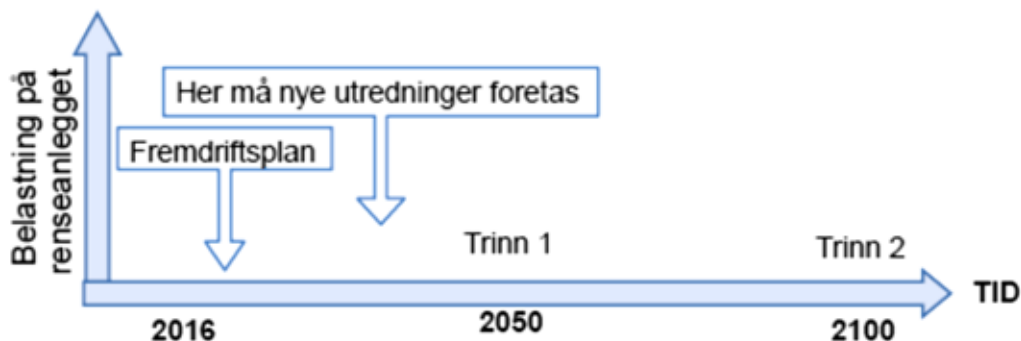 Belastning på
renseanlegget
Her må nye utredninger foretas
Fremdriftsplan
Trinn 1
Trinn 2
TID
2016
2050
2100